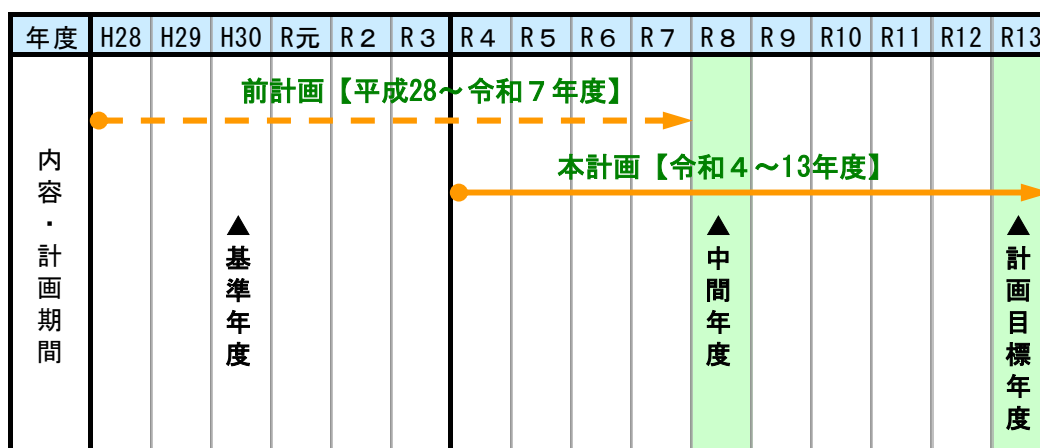 年度 H28 H29 H30 R元 R２ R３ R４ R５ R６ R７ R８ R９ R10 R11 R12 R13
前計画【平成28～令和７年度】
本計画【令和４～13年度】
内容・計画期間
▲基準年度
▲中間年度
▲計画目標年度